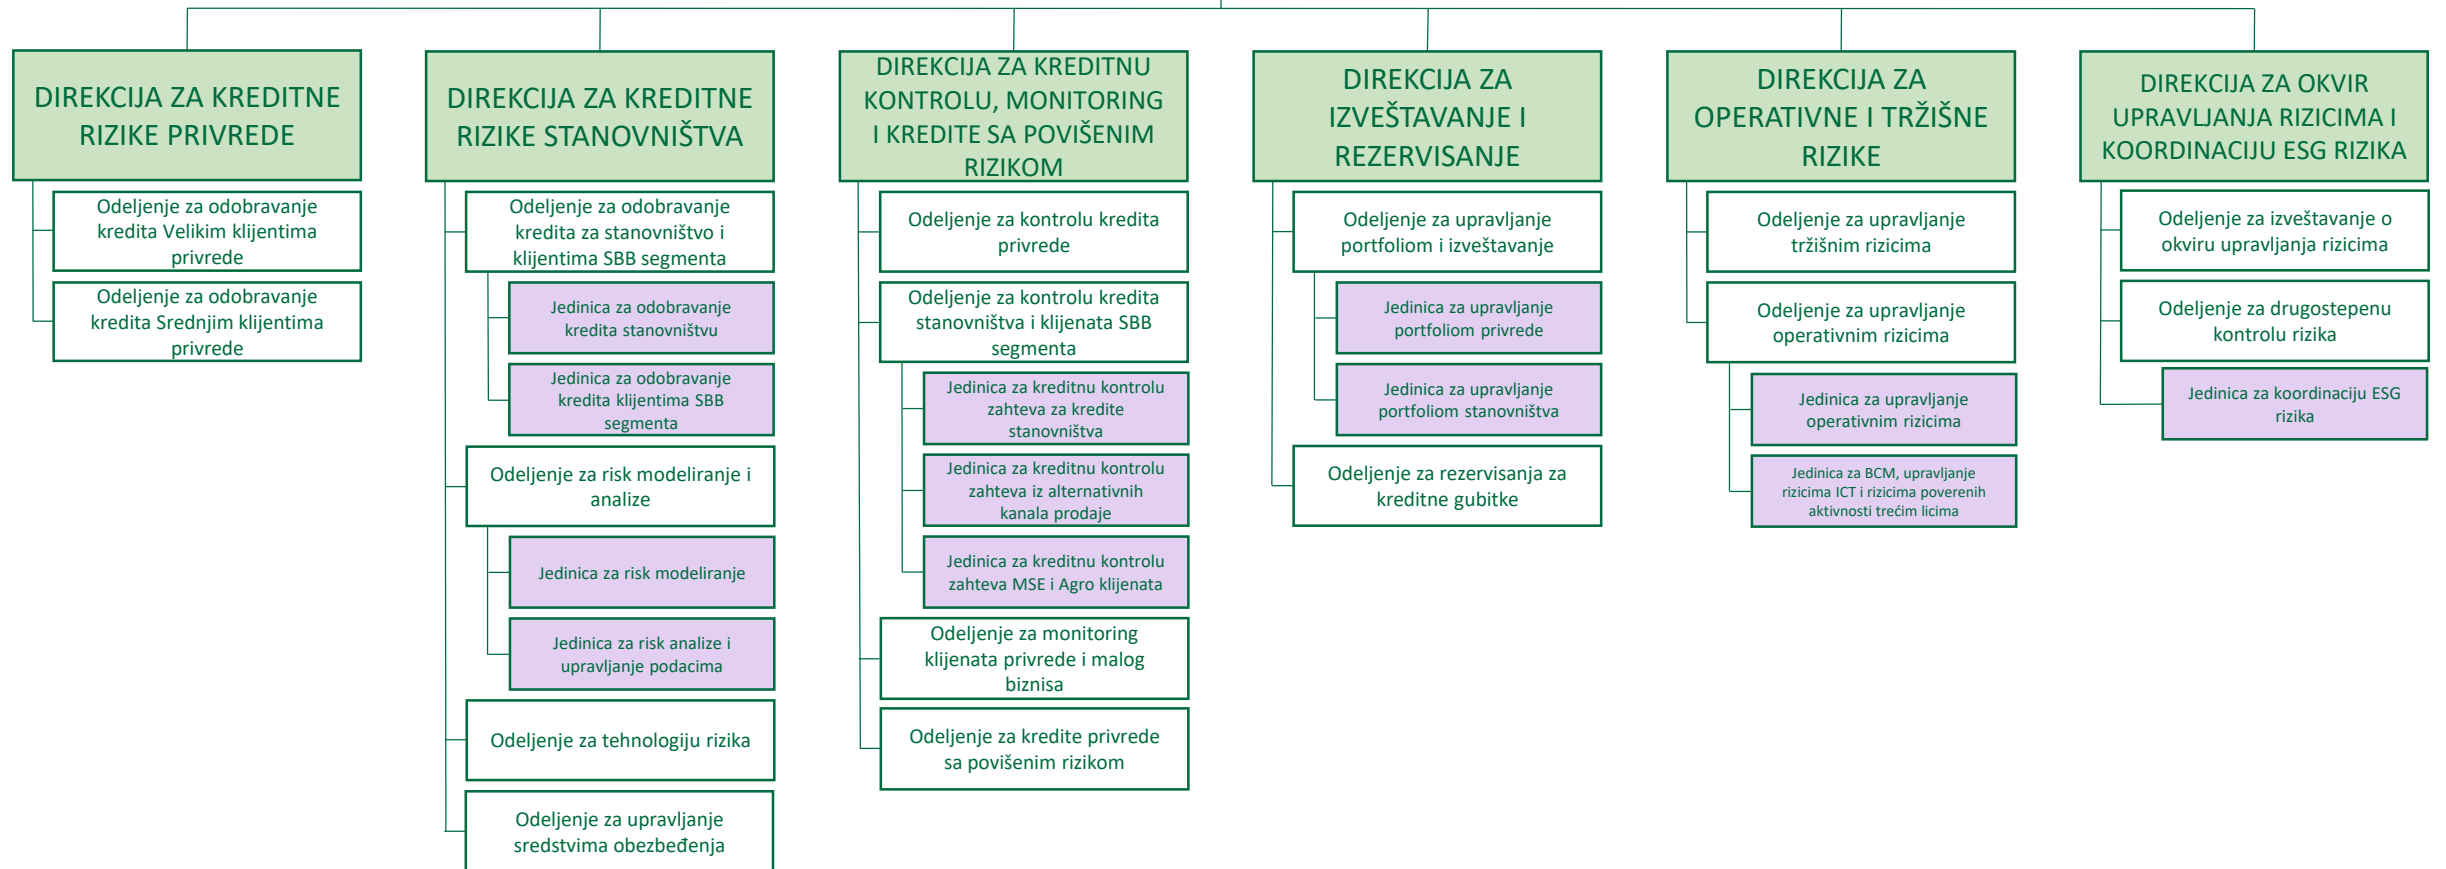 DIREKCIJA ZA KREDITNE
RIZIKE PRIVREDE
Odeljenje za odobravanje
kredita Velikim klijentima
privrede
Odeljenje za odobravanje
kredita Srednjim klijentima
privrede
DIREKCIJA ZA KREDITNE
RIZIKE STANOVNIŠTVA
Odeljenje za odobravanje
kredita za stanovništvo i
klijentima SBB segmenta
Jedinica za odobravanje
kredita stanovništvu
Jedinica za odobravanje
kredita klijentima SBB
segmenta
Odeljenje za risk modeliranje i
analize
Jedinica za risk modeliranje
Jedinica za risk analize i
upravljanje podacima
Odeljenje za tehnologiju rizika
Odeljenje za upravljanje
sredstvima obezbeđenja
DIREKCIJA ZA KREDITNU
KONTROLU, MONITORING
I KREDITE SA POVIŠENIM
RIZIKOM
Odeljenje za kontrolu kredita
privrede
Odeljenje za kontrolu kredita
stanovništva i klijenata SBB
segmenta
Jedinica za kreditnu kontrolu
zahteva za kredite
stanovništva
Jedinica za kreditnu kontrolu
zahteva iz alternativnih
kanala prodaje
Jedinica za kreditnu kontrolu
zahteva MSE i Agro klijenata
Odeljenje za monitoring
klijenata privrede i malog
biznisa
Odeljenje za kredite privrede
sa povišenim rizikom
DIREKCIJA ZA
IZVEŠTAVANJE I
REZERVISANJE
Odeljenje za upravljanje
portfoliom i izveštavanje
Jedinica za upravljanje
portfoliom privrede
Jedinica za upravljanje
portfoliom stanovništva
Odeljenje za rezervisanja za
kreditne gubitke
DIREKCIJA ZA
OPERATIVNE I TRŽIŠNE
RIZIKE
Odeljenje za upravljanje
tržišnim rizicima
Odeljenje za upravljanje
operativnim rizicima
Jedinica za upravljanje
operativnim rizicima
Jedinica za BCM, upravljanje
rizicima ICT i rizicima poverenih
aktivnosti trećim licima
DIREKCIJA ZA OKVIR
UPRAVLJANJA RIZICIMA I
KOORDINACIJU ESG RIZIKA
Odeljenje za izveštavanje o
okviru upravljanja rizicima
Odeljenje za drugostepenu
kontrolu rizika
Jedinica za koordinaciju ESG
rizika